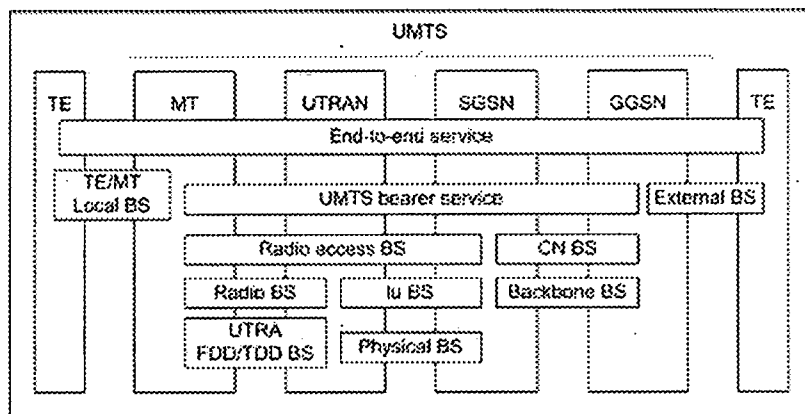 UMTS
TE MT UTRAN SGSN GGSN TE
End-to-end service
TE/MT
Local BS
UMTS bearer service
External BS
Radio access BS
CN BS
Radio BS
Iu BS
Backbone BS
UTRA
FDD/TDD BS
Physical BS